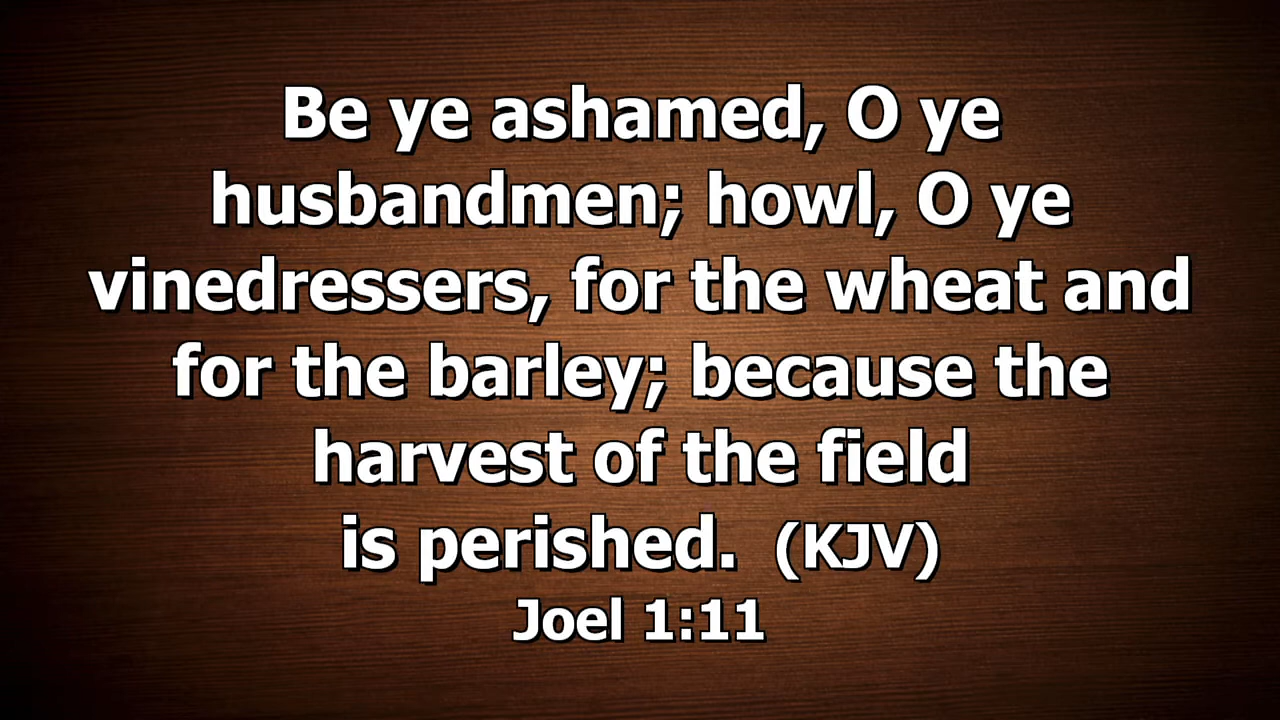 Be ye ashamed, O ye
husbandmen; howl, O ye
vinedressers, for the wheat and
for the barley; because the
harvest of the field
is perished. (KJV)
Joel 1:11